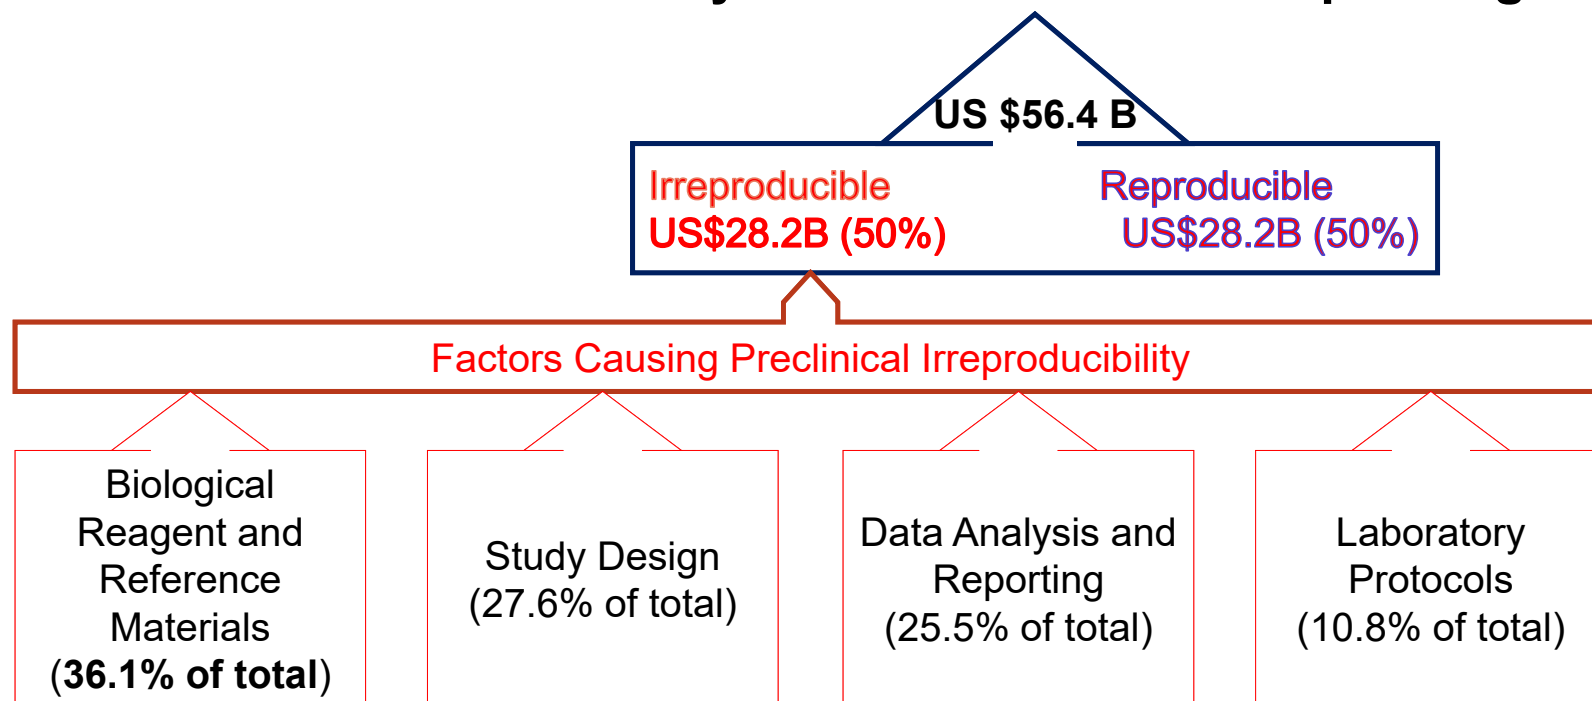 US $56.4 B
Irreproducible
US$28.2B (50%)
Reproducible
US$28.2B (50%)
Factors Causing Preclinical Irreproducibility
Biological
Reagent and
Reference
Materials
(36.1% of total)
Study Design
(27.6% of total)
Data Analysis and
Reporting
(25.5% of total)
Laboratory
Protocols
(10.8% of total)